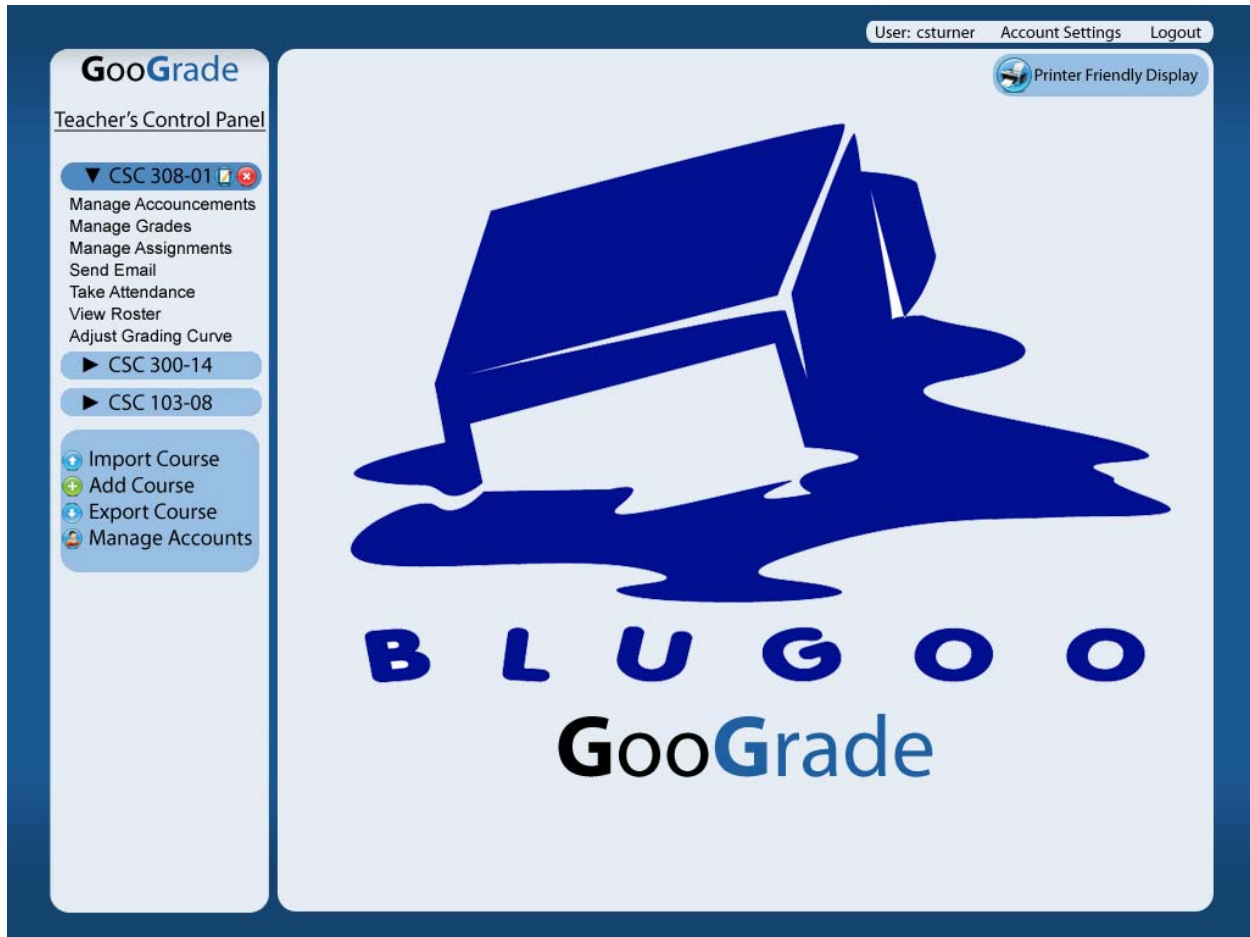 User: csturner Account Settings Logout
GooGrade
Printer Friendly Display
Teacher's Control Panel
▼ CSC 308-01
Manage Accouncements
Manage Grades
Manage Assignments
Send Email
Take Attendance
View Roster
Adjust Grading Curve
► CSC 300-14
► CSC 103-08
Import Course
Add Course
Export Course
Manage Accounts
BLUGOO
GooGrade